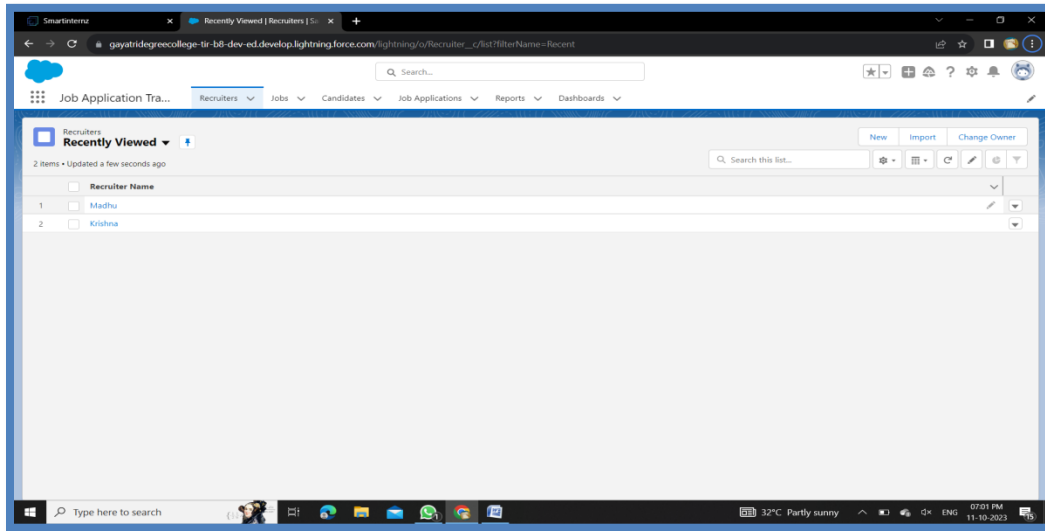 Smartinternz
Recently Viewed | Recruiters | Sa
gayatridegreecollege-tir-b8-dev-ed.develop.lightning.force.com/lightning/o/Recruiter__c/list?filterName=Recent
Search...
Job Application Tra...
Recruiters
Jobs
Candidates
Job Applications
Reports
Dashboards
Recruiters
Recently Viewed
New
Import
Change Owner
2 items • Updated a few seconds ago
Search this list...
Recruiter Name
1 Madhu
2 Krishna
Type here to search
32°C Partly sunny
ENG
07:01 PM
11-10-2023
15